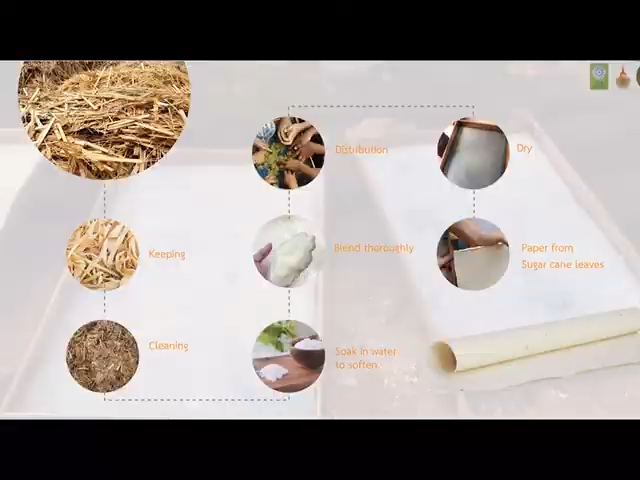 Distribution
Dry
Keeping
Blend thoroughly
Paper from
Sugar cane leaves
Cleaning
Soak in water
to soften.